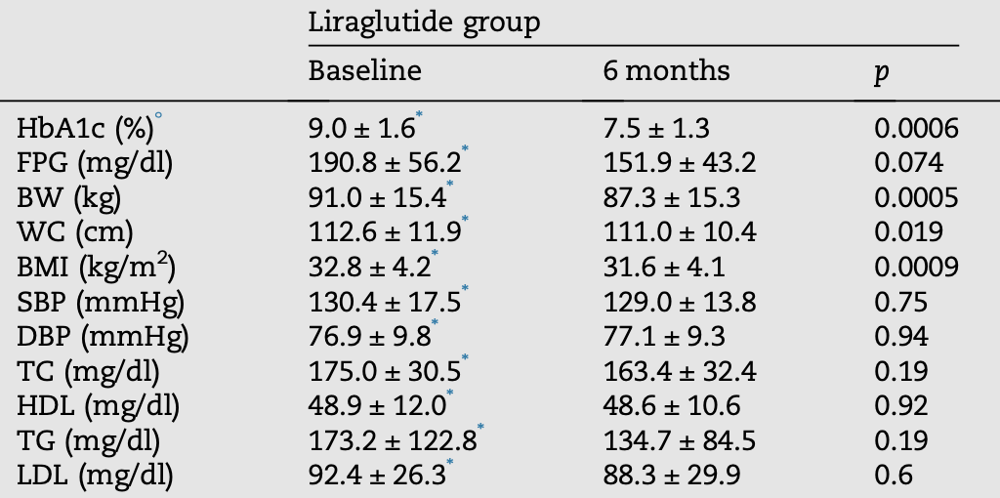 Liraglutide group
Baseline 6 months p
HbA1c (%)° 9.0 ± 1.6* 7.5 ± 1.3 0.0006
FPG (mg/dl) 190.8 ± 56.2* 151.9 ± 43.2 0.074
BW (kg) 91.0 ± 15.4* 87.3 ± 15.3 0.0005
WC (cm) 112.6 ± 11.9* 111.0 ± 10.4 0.019
BMI (kg/m²) 32.8 ± 4.2* 31.6 ± 4.1 0.0009
SBP (mmHg) 130.4 ± 17.5* 129.0 ± 13.8 0.75
DBP (mmHg) 76.9 ± 9.8* 77.1 ± 9.3 0.94
TC (mg/dl) 175.0 ± 30.5* 163.4 ± 32.4 0.19
HDL (mg/dl) 48.9 ± 12.0* 48.6 ± 10.6 0.92
TG (mg/dl) 173.2 ± 122.8* 134.7 ± 84.5 0.19
LDL (mg/dl) 92.4 ± 26.3* 88.3 ± 29.9 0.6